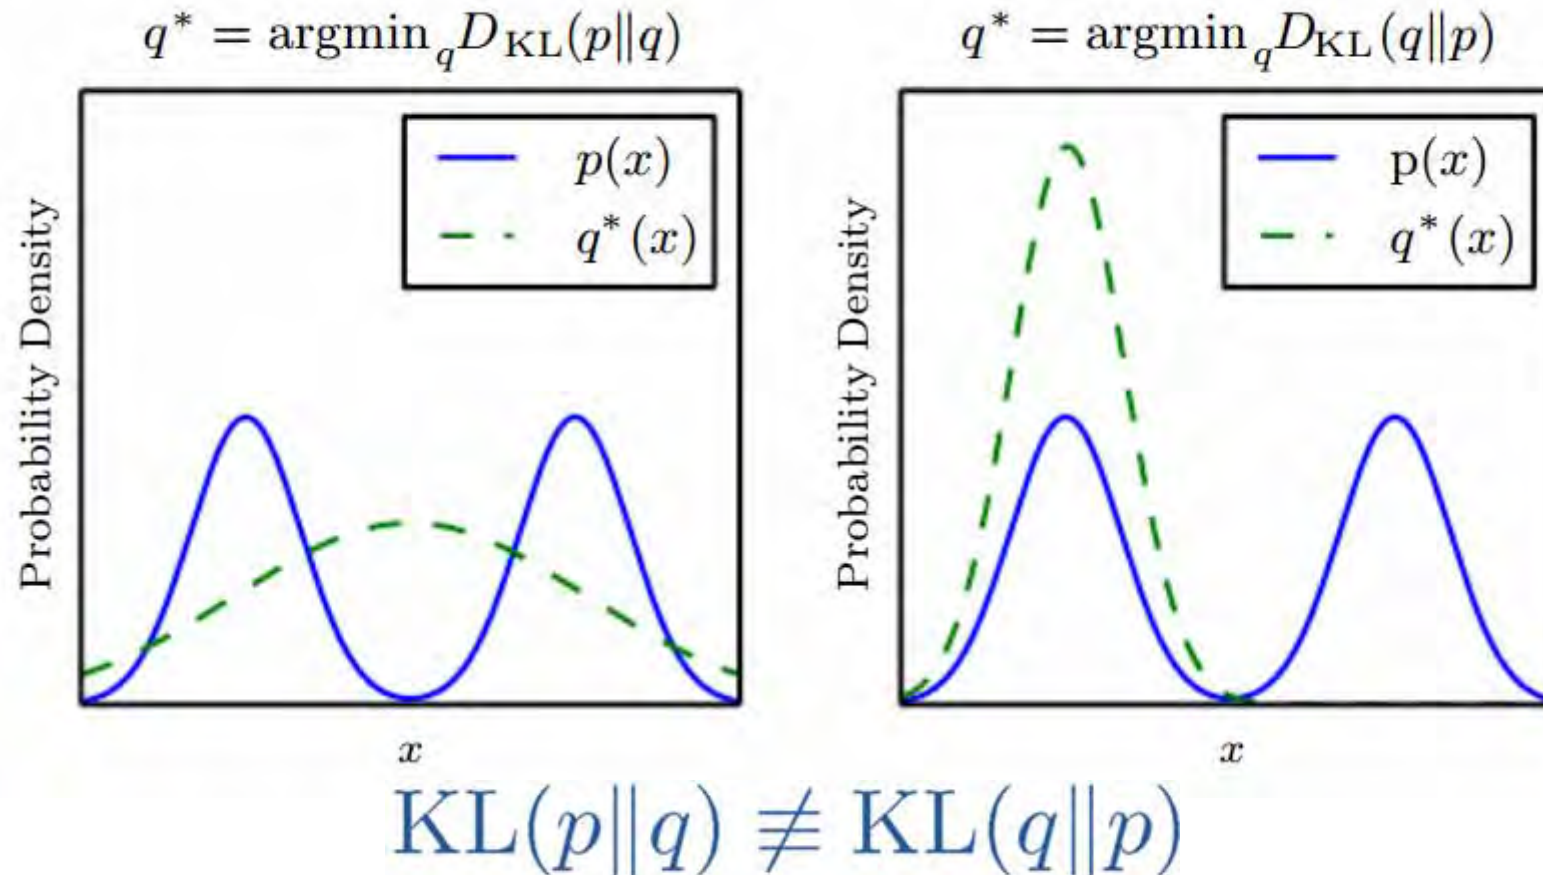 q* = argmin_q D_KL(p‖q)
Probability Density
p(x)
q*(x)
x
q* = argmin_q D_KL(q‖p)
Probability Density
p(x)
q*(x)
x
KL(p‖q) ≢ KL(q‖p)